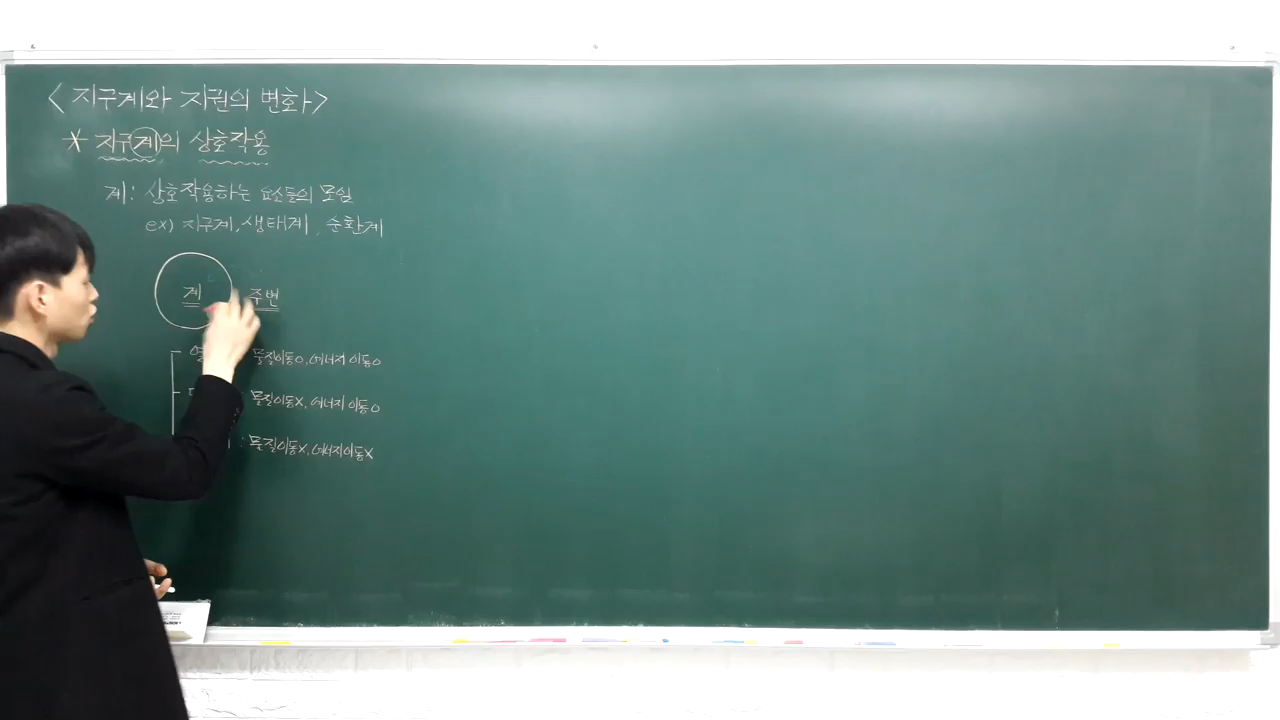 <지구계와 지권의 변화>
* 지구계의 상호작용
계: 상호작용하는 요소들의 모임
ex) 지구계, 생태계, 순환계
계 주변
물질이동o, 에너지 이동o
물질이동x, 에너지 이동o
: 물질이동x, 에너지이동x